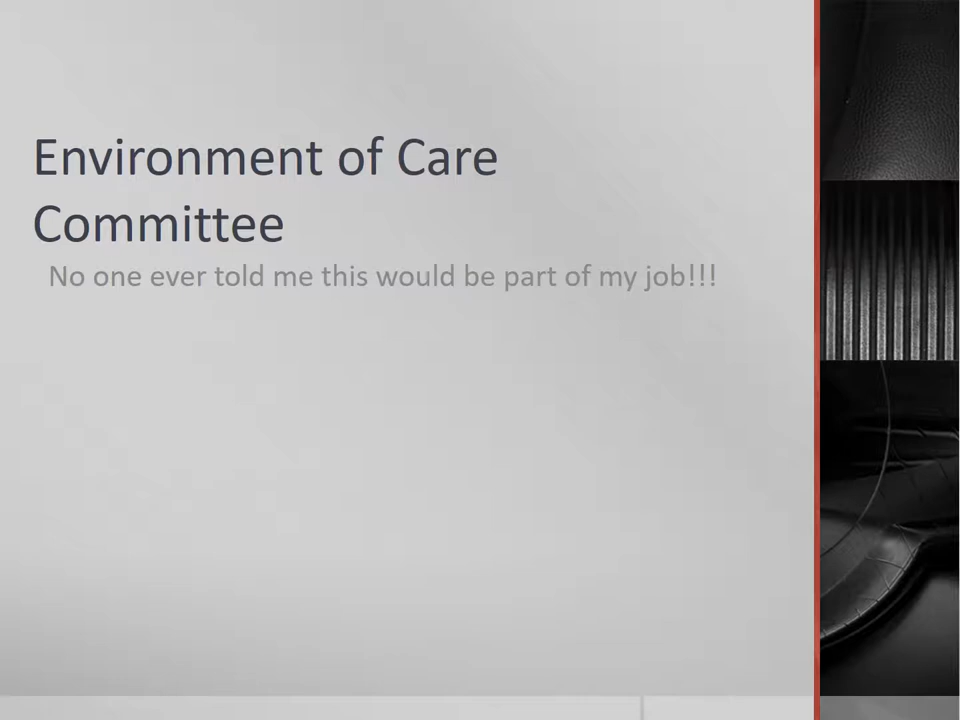 Environment of Care
Committee
No one ever told me this would be part of my job!!!